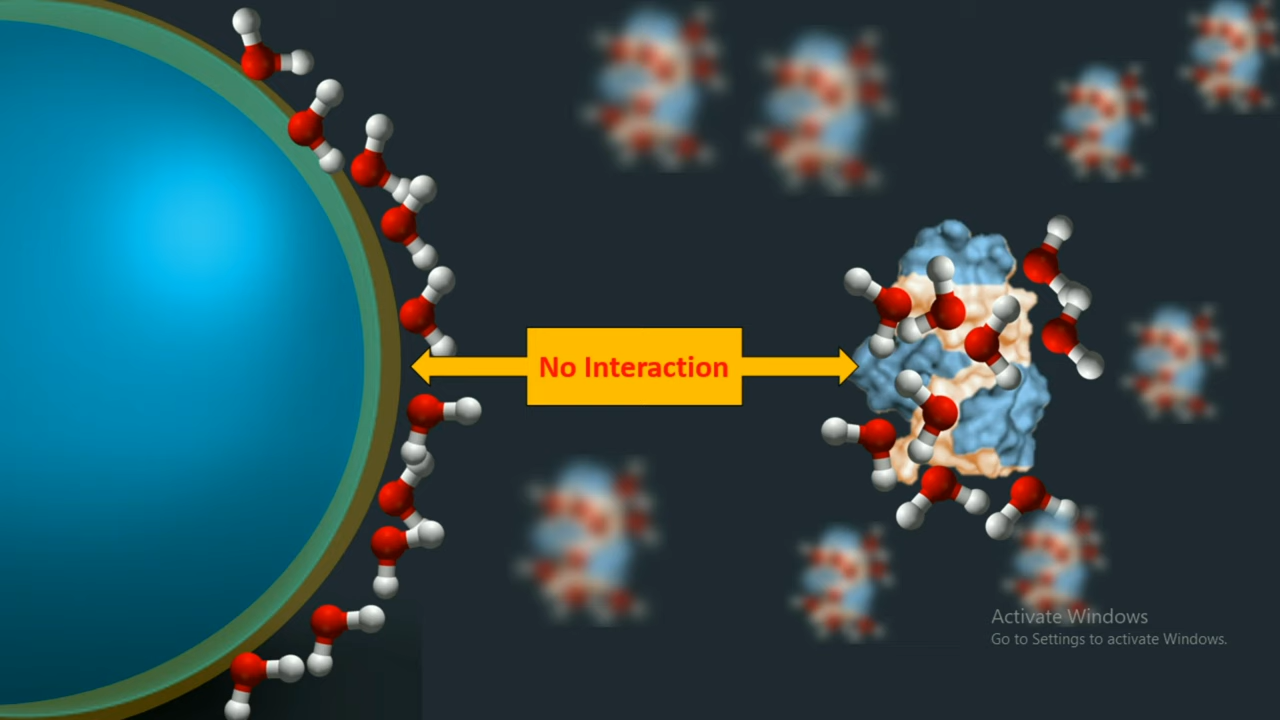 No Interaction
Activate Windows
Go to Settings to activate Windows.